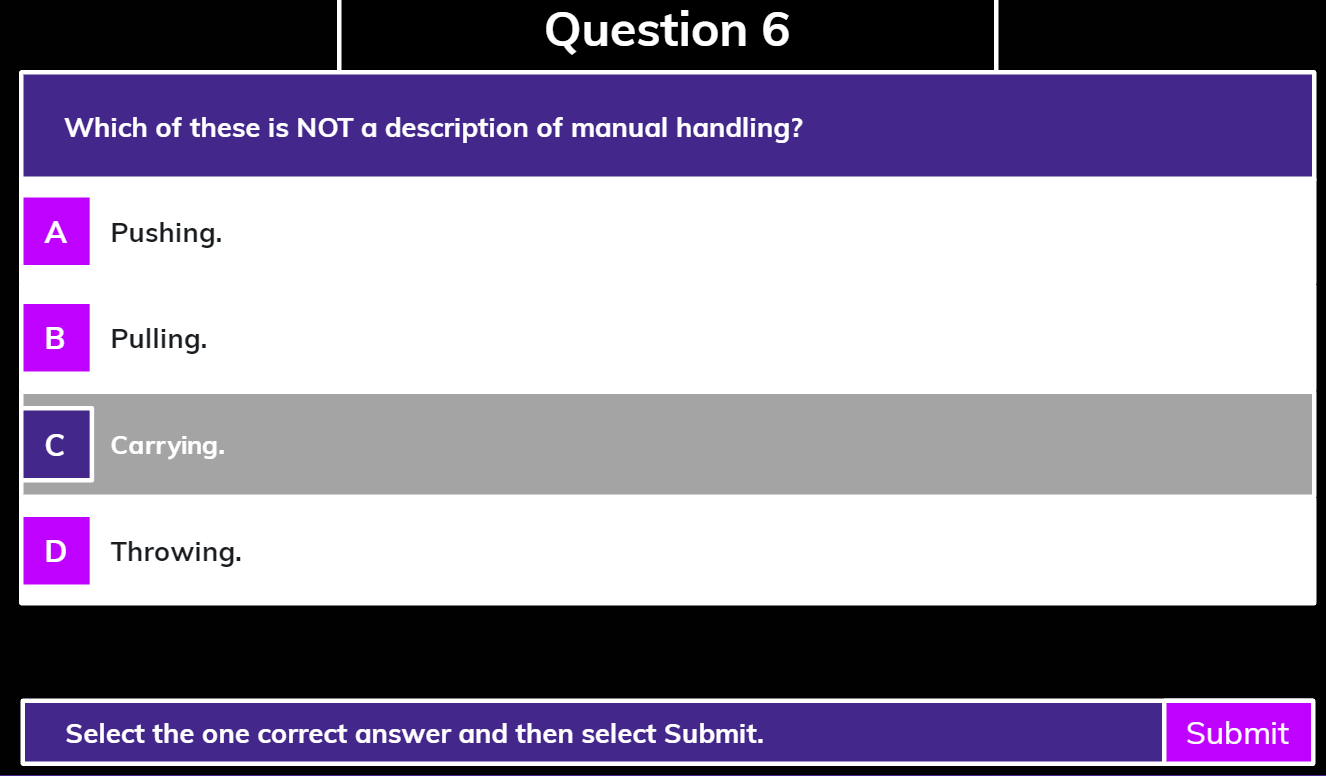 Question 6
Which of these is NOT a description of manual handling?
A Pushing.
B Pulling.
C Carrying.
D Throwing.
Select the one correct answer and then select Submit. Submit